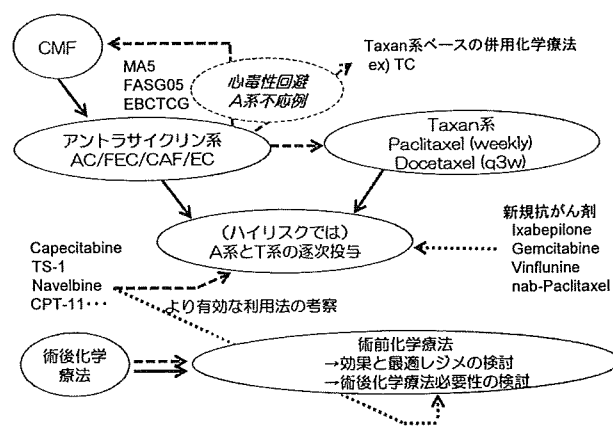 CMF
MA5
FASG05
EBCTCG
心毒性回避
A系不応例
Taxan系ベースの併用化学療法
ex) TC
アントラサイクリン系
AC/FEC/CAF/EC
Taxan系
Paclitaxel (weekly)
Docetaxel (q3w)
(ハイリスクでは)
A系とT系の逐次投与
新規抗がん剤
Ixabepilone
Gemcitabine
Vinflunine
nab-Paclitaxel
Capecitabine
TS-1
Navelbine
CPT-11・・・
より有効な利用法の考察
術後化学
療法
術前化学療法
→効果と最適レジメの検討
→術後化学療法必要性の検討